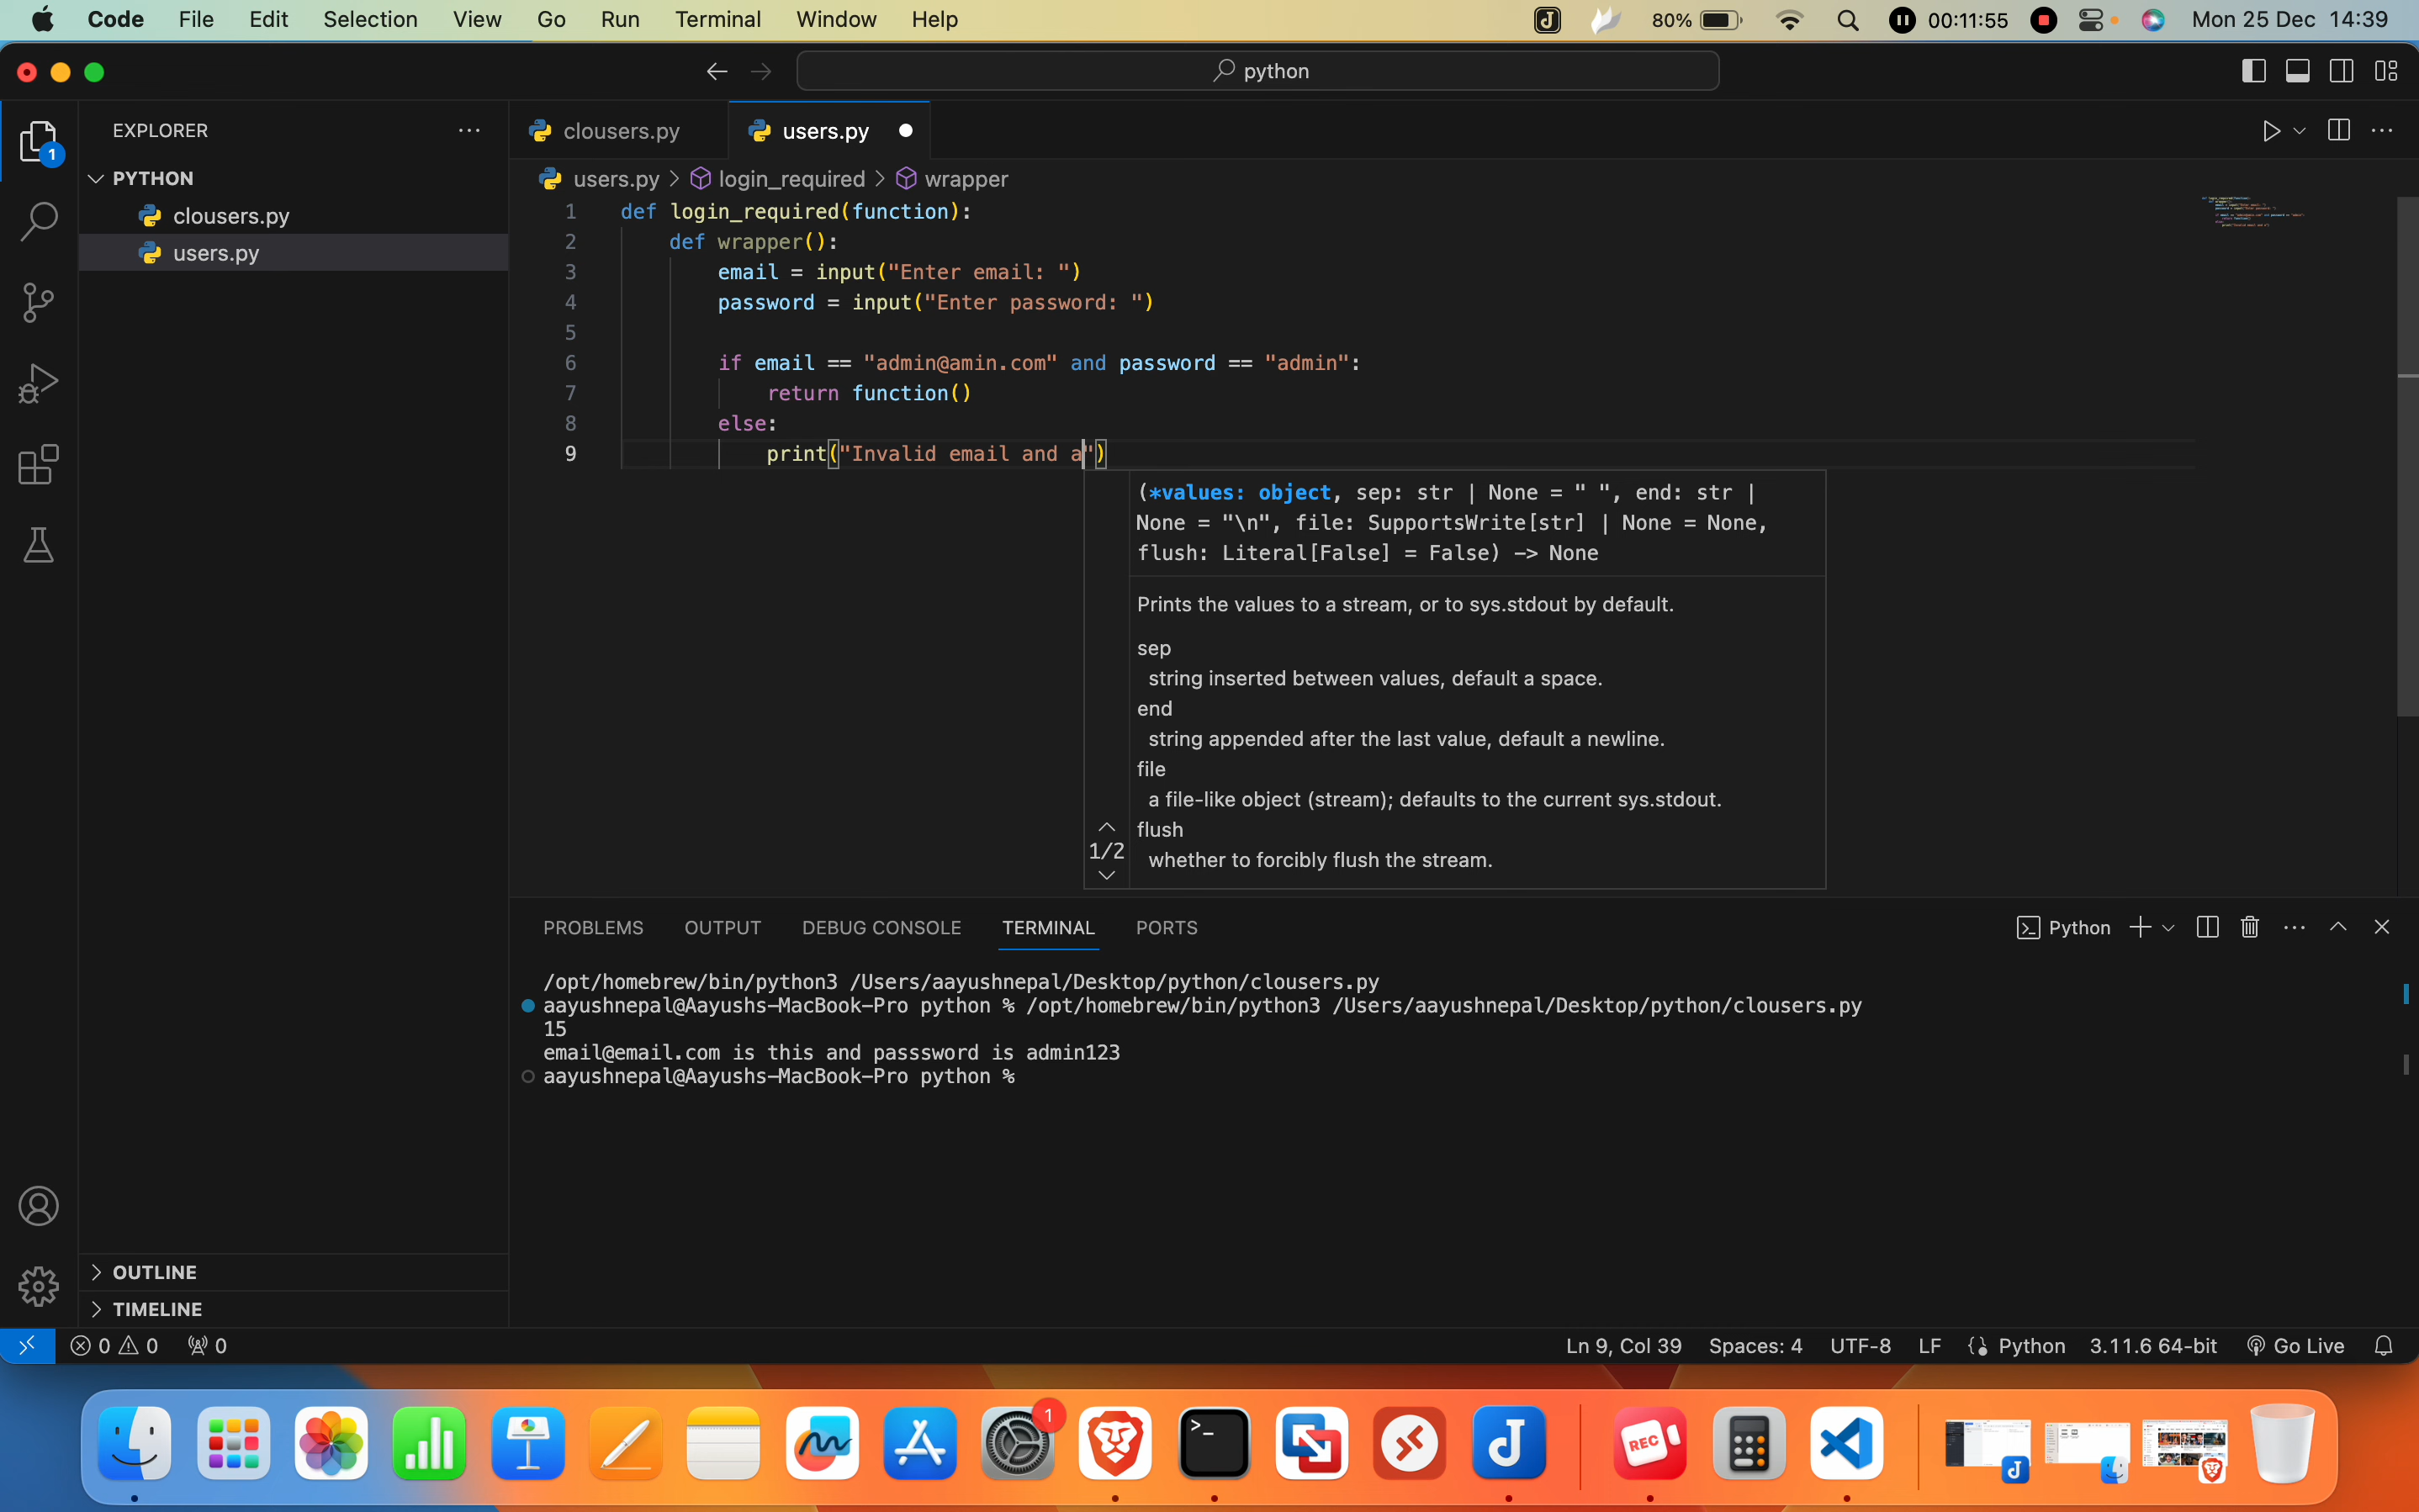 Code File Edit Selection View Go Run Terminal Window Help 80% 00:11:55 Mon 25 Dec 14:39
python
EXPLORER
clousers.py users.py
PYTHON
clousers.py
users.py
users.py > login_required > wrapper
1 def login_required(function):
2 def wrapper():
3 email = input("Enter email: ")
4 password = input("Enter password: ")
5
6 if email == "admin@amin.com" and password == "admin":
7 return function()
8 else:
9 print("Invalid email and a")
(*values: object, sep: str | None = " ", end: str |
None = "\n", file: SupportsWrite[str] | None = None,
flush: Literal[False] = False) -> None
Prints the values to a stream, or to sys.stdout by default.
sep
string inserted between values, default a space.
end
string appended after the last value, default a newline.
file
a file-like object (stream); defaults to the current sys.stdout.
flush
whether to forcibly flush the stream.
1/2
PROBLEMS OUTPUT DEBUG CONSOLE TERMINAL PORTS Python
/opt/homebrew/bin/python3 /Users/aayushnepal/Desktop/python/clousers.py
aayushnepal@Aayushs-MacBook-Pro python % /opt/homebrew/bin/python3 /Users/aayushnepal/Desktop/python/clousers.py
15
email@email.com is this and passsword is admin123
aayushnepal@Aayushs-MacBook-Pro python %
OUTLINE
TIMELINE
0 0 0 Ln 9, Col 39 Spaces: 4 UTF-8 LF Python 3.11.6 64-bit Go Live
1
1
REC